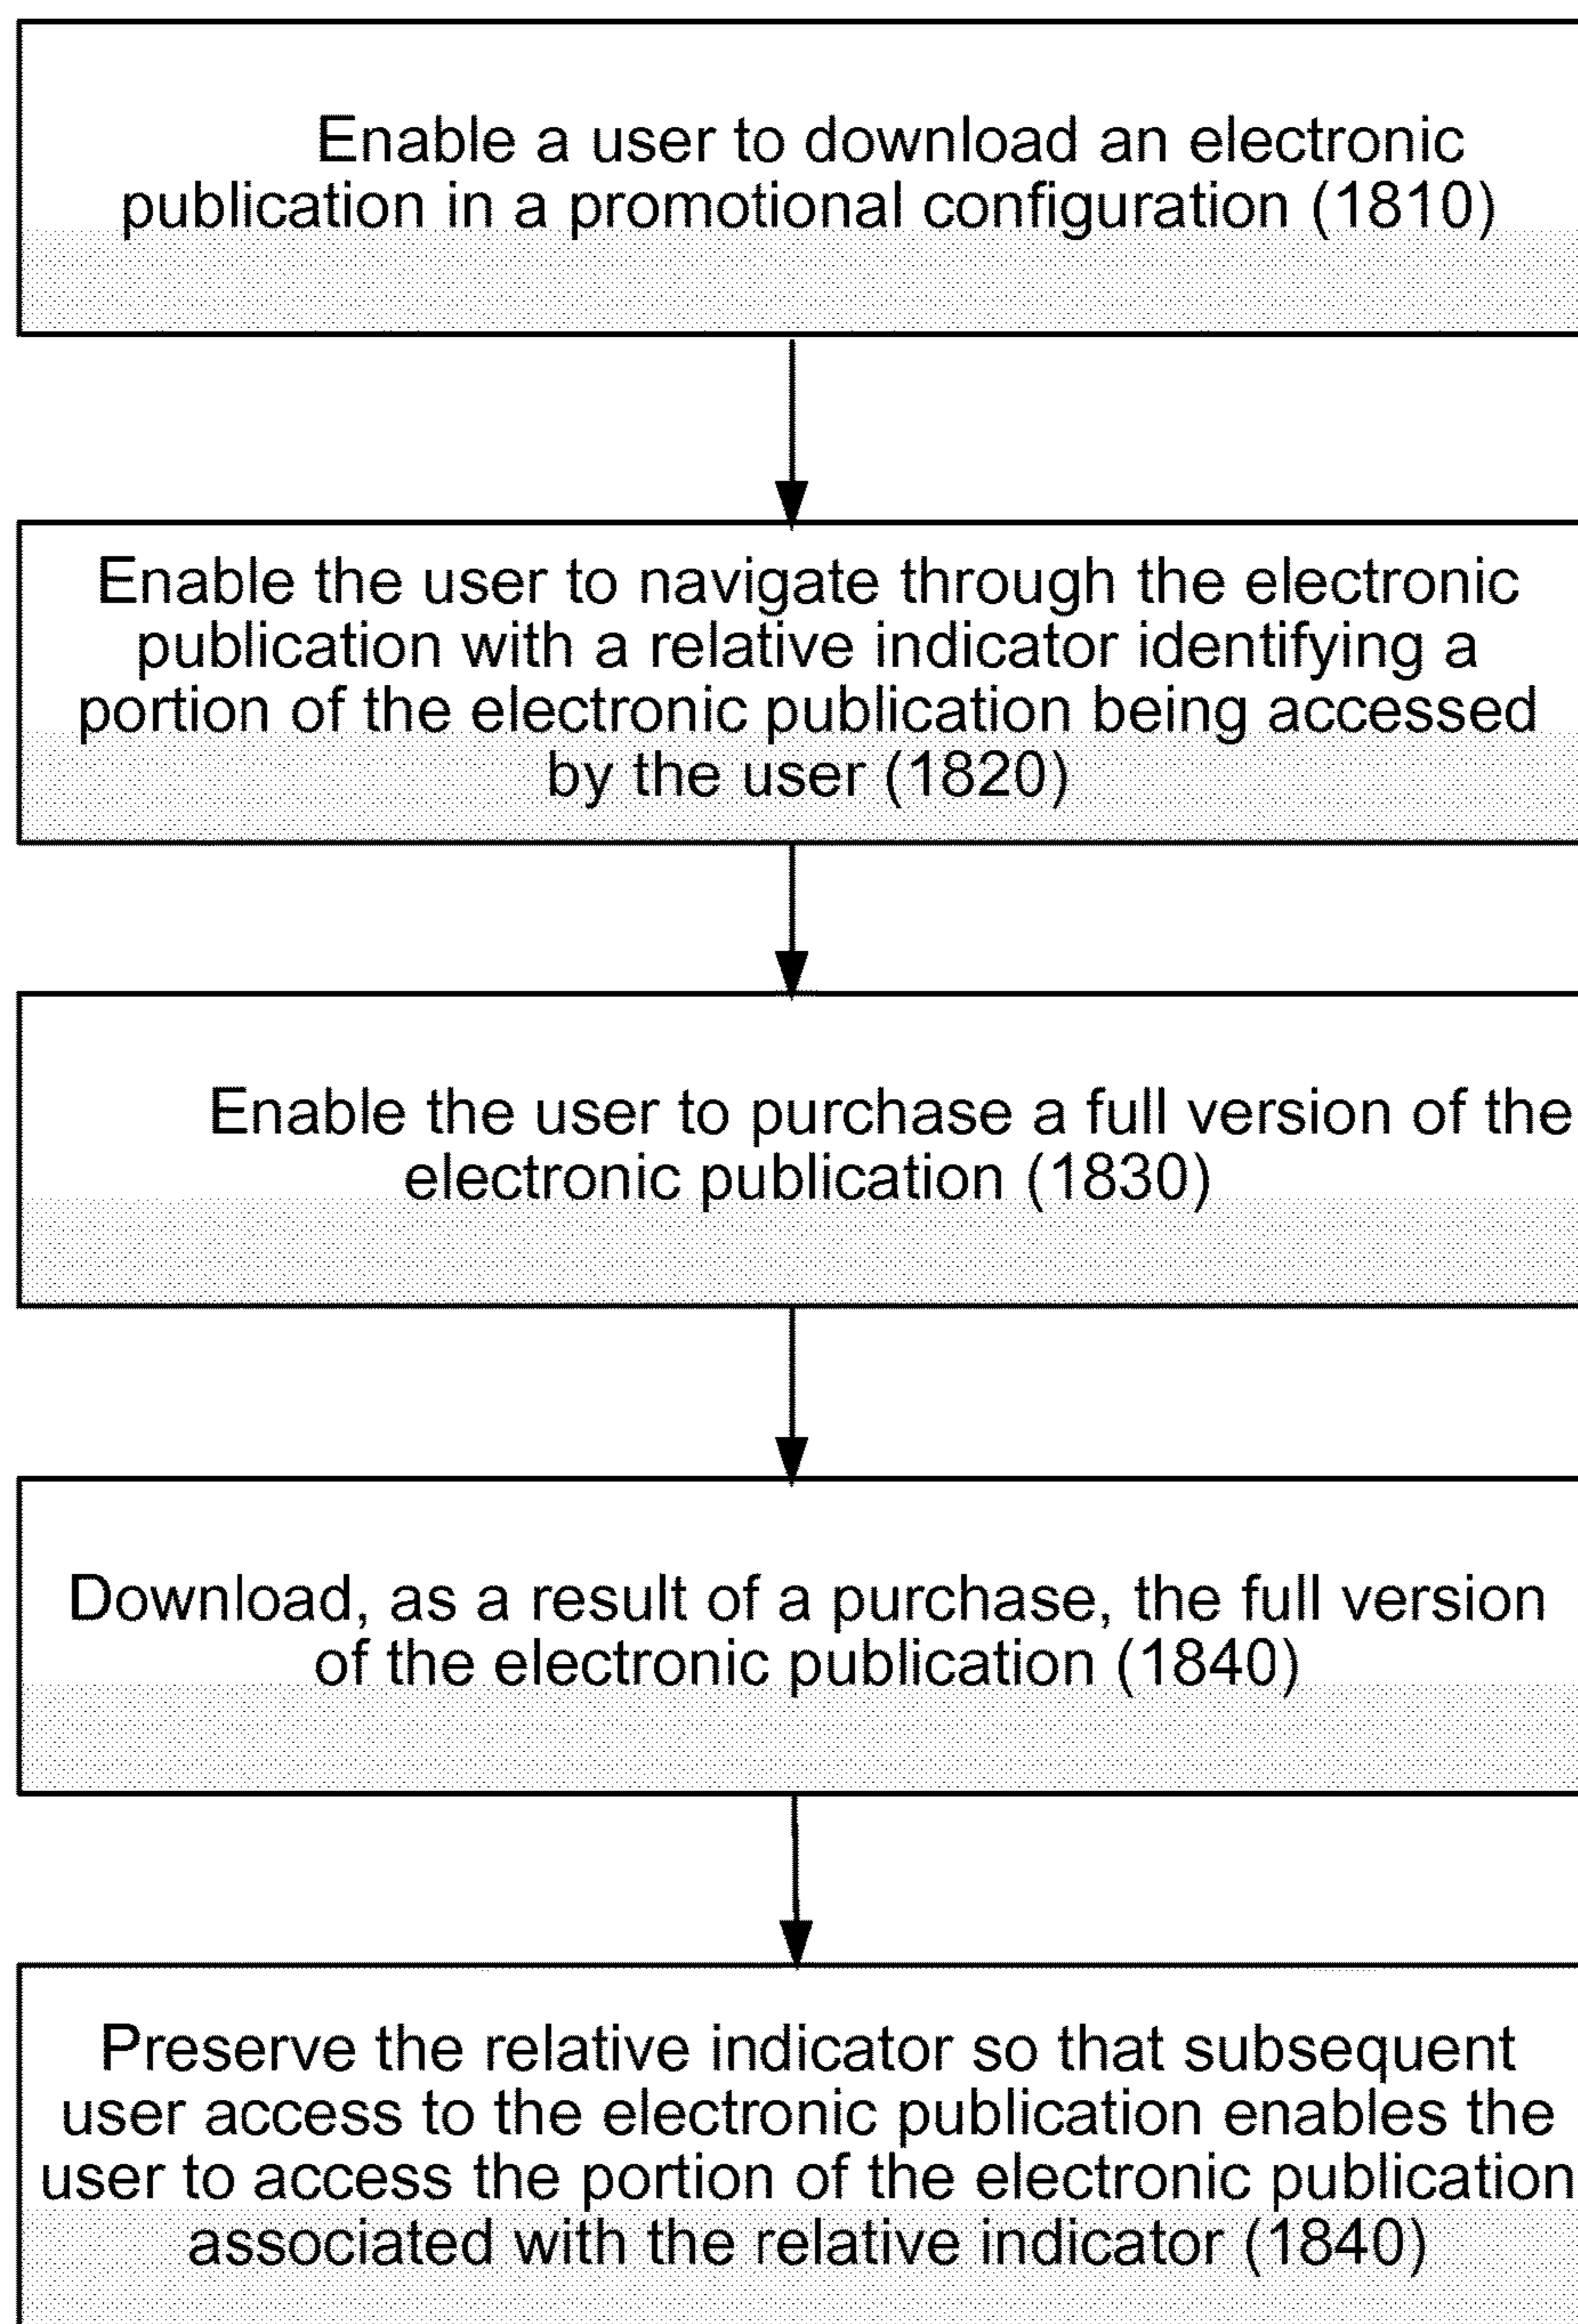 Enable a user to download an electronic
publication in a promotional configuration (1810)
Enable the user to navigate through the electronic
publication with a relative indicator identifying a
portion of the electronic publication being accessed
by the user (1820)
Enable the user to purchase a full version of the
electronic publication (1830)
Download, as a result of a purchase, the full version
of the electronic publication (1840)
Preserve the relative indicator so that subsequent
user access to the electronic publication enables the
user to access the portion of the electronic publication
associated with the relative indicator (1840)